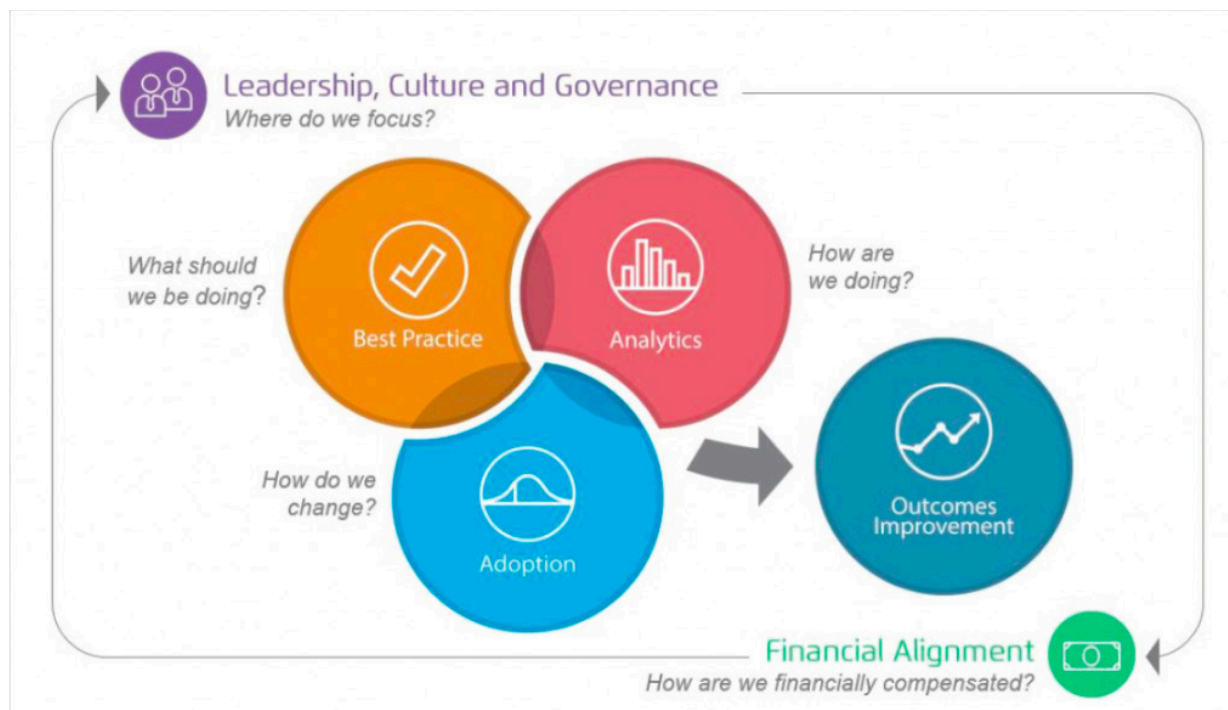 Leadership, Culture and Governance
Where do we focus?
What should
we be doing?
Best Practice
Analytics
How are
we doing?
How do we
change?
Adoption
Outcomes
Improvement
Financial Alignment
How are we financially compensated?